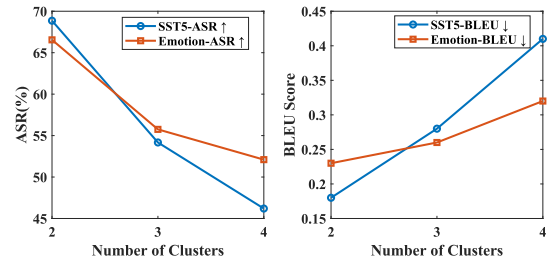 70
65
60
55
50
45
ASR(%)
2
3
4
Number of Clusters
SST5-ASR ↑
Emotion-ASR ↑
0.45
0.4
0.35
0.3
0.25
0.2
0.15
BLEU Score
2
3
4
Number of Clusters
SST5-BLEU ↓
Emotion-BLEU ↓